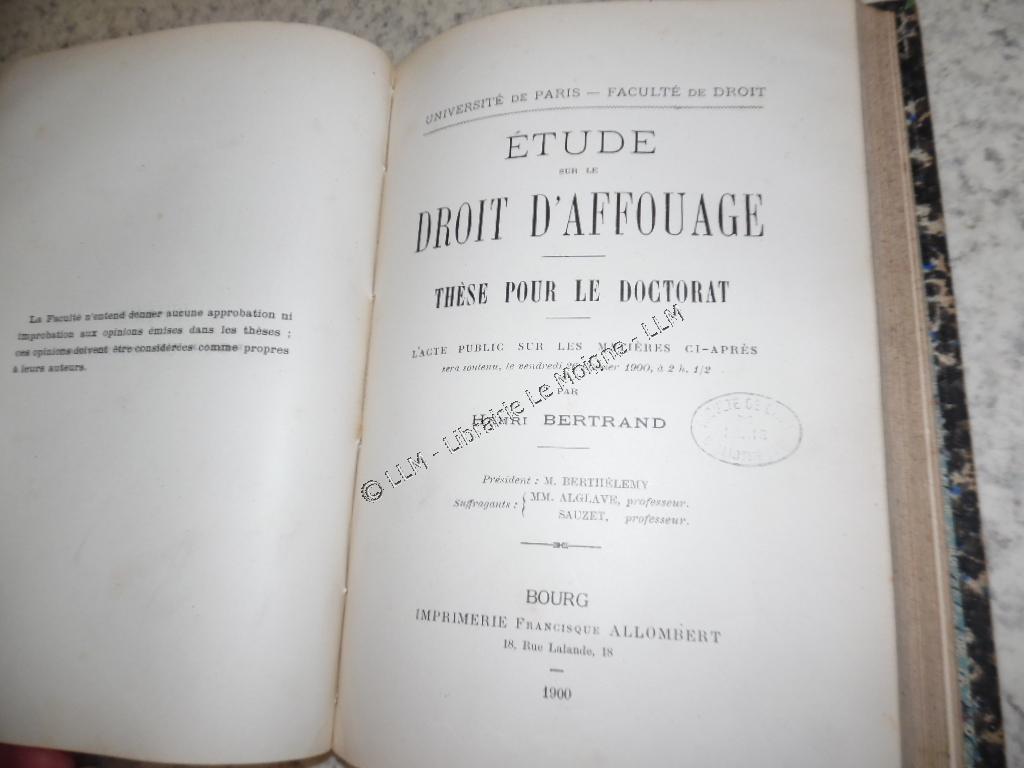 La Faculté n'entend donner aucune approbation ni
improbation aux opinions émises dans les thèses ;
ces opinions doivent être considérées comme propres
à leurs auteurs.
UNIVERSITÉ DE PARIS — FACULTÉ DE DROIT
ÉTUDE
SUR LE
DROIT D'AFFOUAGE
THÈSE POUR LE DOCTORAT
L'ACTE PUBLIC SUR LES MATIÈRES CI-APRÈS
sera soutenu, le vendredi 1900, à 2 h. 1/2
PAR
HENRI BERTRAND
Président : M. BERTHÉLEMY
Suffragants : { MM. ALGLAVE, professeur.
SAUZET, professeur.
BOURG
IMPRIMERIE FRANCISQUE ALLOMBERT
18, Rue Lalande, 18
1900
© LLM - Librairie Le Moigne - LLM